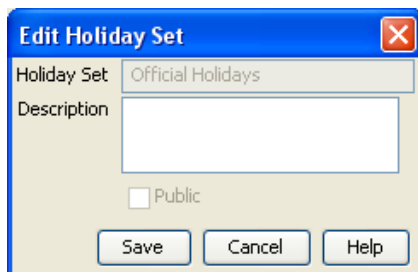 Edit Holiday Set
Holiday Set Official Holidays
Description
Public
Save Cancel Help